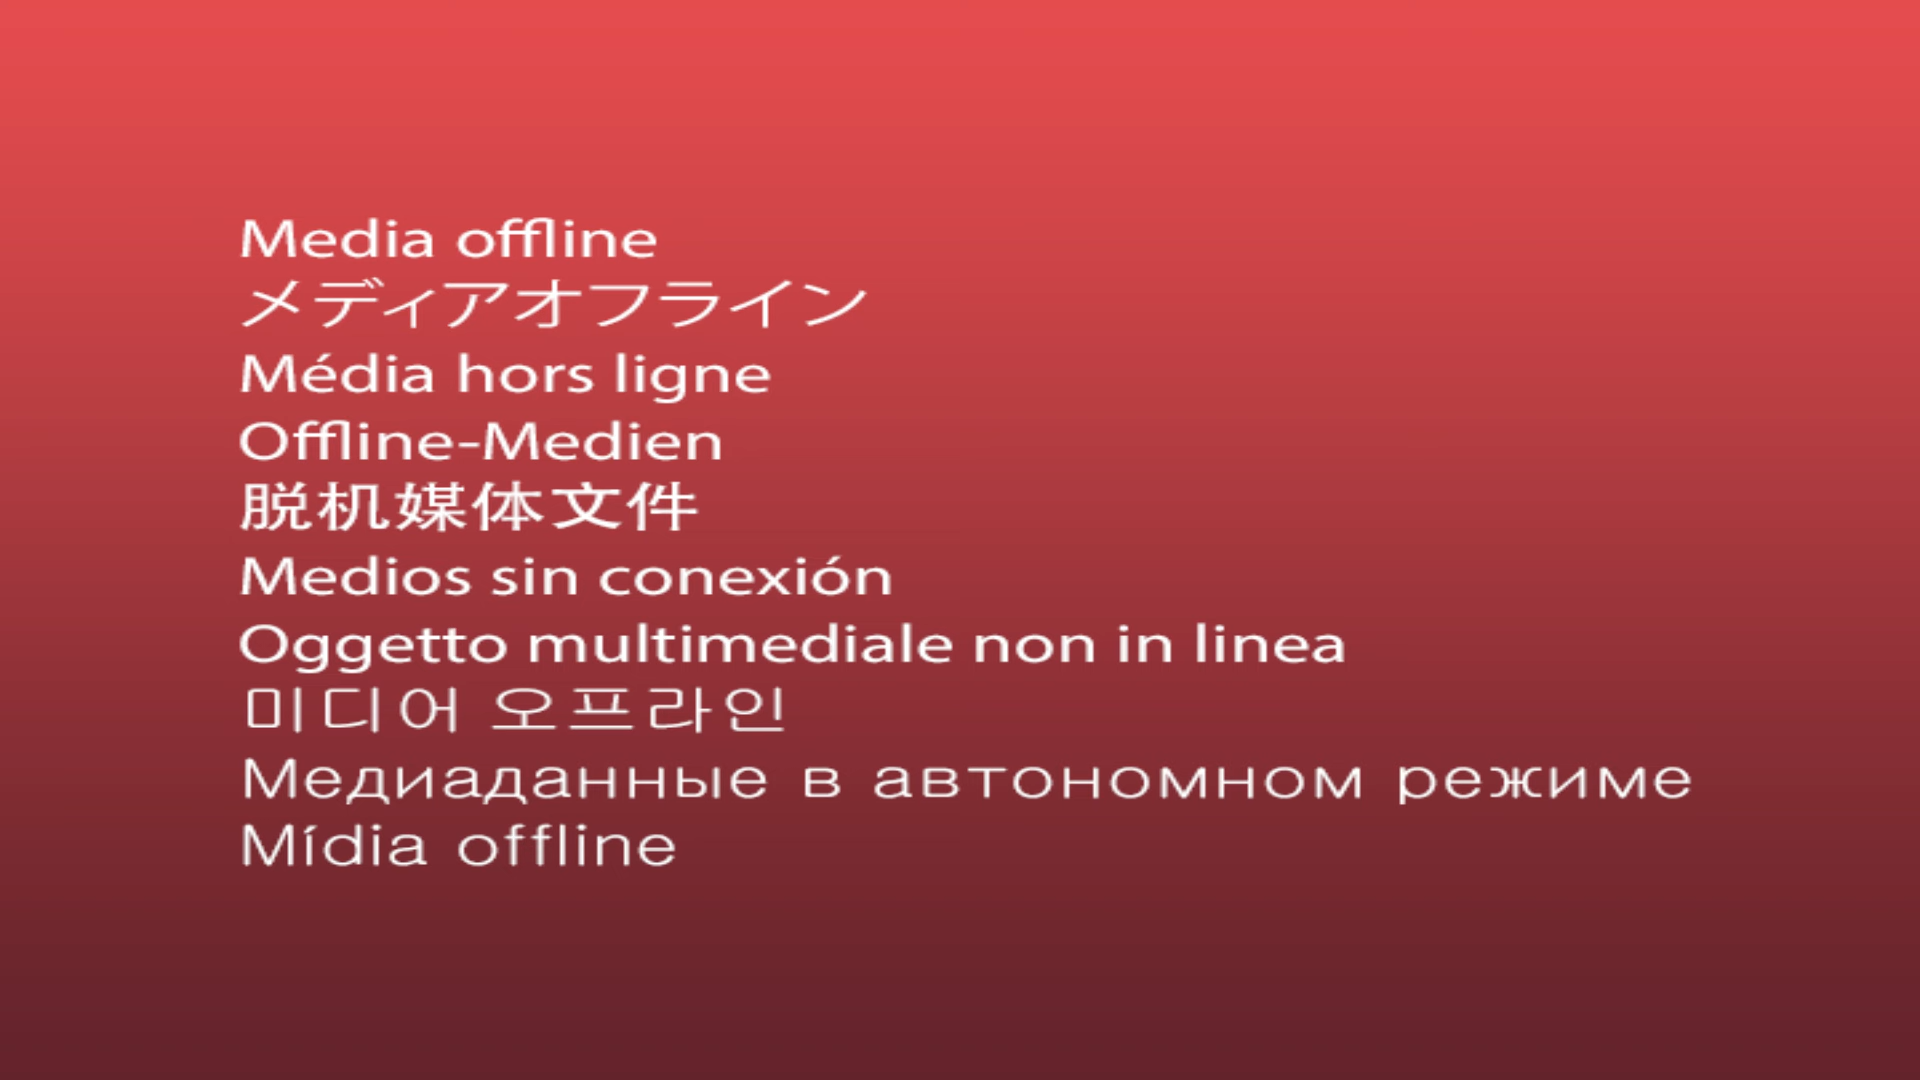 Media offline
メディアオフライン
Média hors ligne
Offline-Medien
脱机媒体文件
Medios sin conexión
Oggetto multimediale non in linea
미디어 오프라인
Медиаданные в автономном режиме
Mídia offline